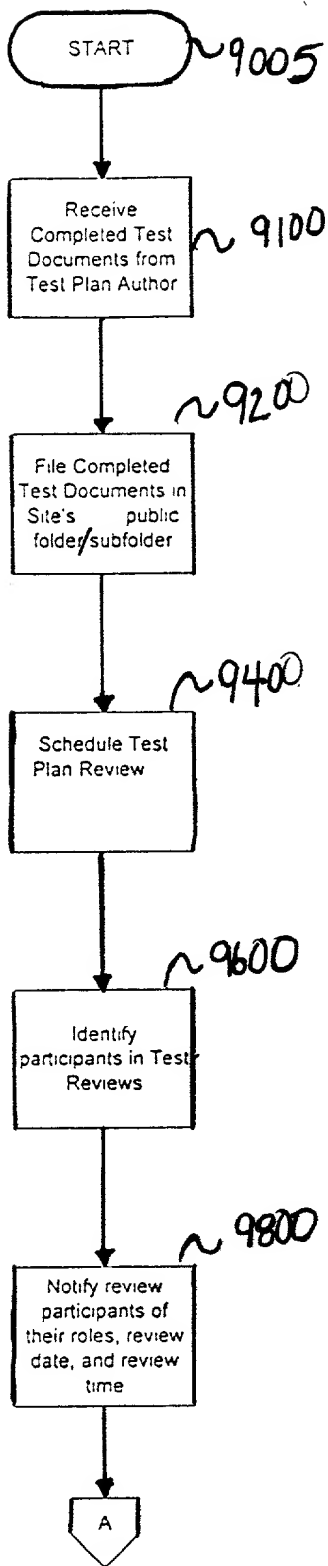 START
9005
Receive
Completed Test
Documents from
Test Plan Author
9100
9200
File Completed
Test Documents in
Site's public
folder/subfolder
9400
Schedule Test
Plan Review
9600
Identify
participants in Test
Reviews
9800
Notify review
participants of
their roles, review
date, and review
time
A